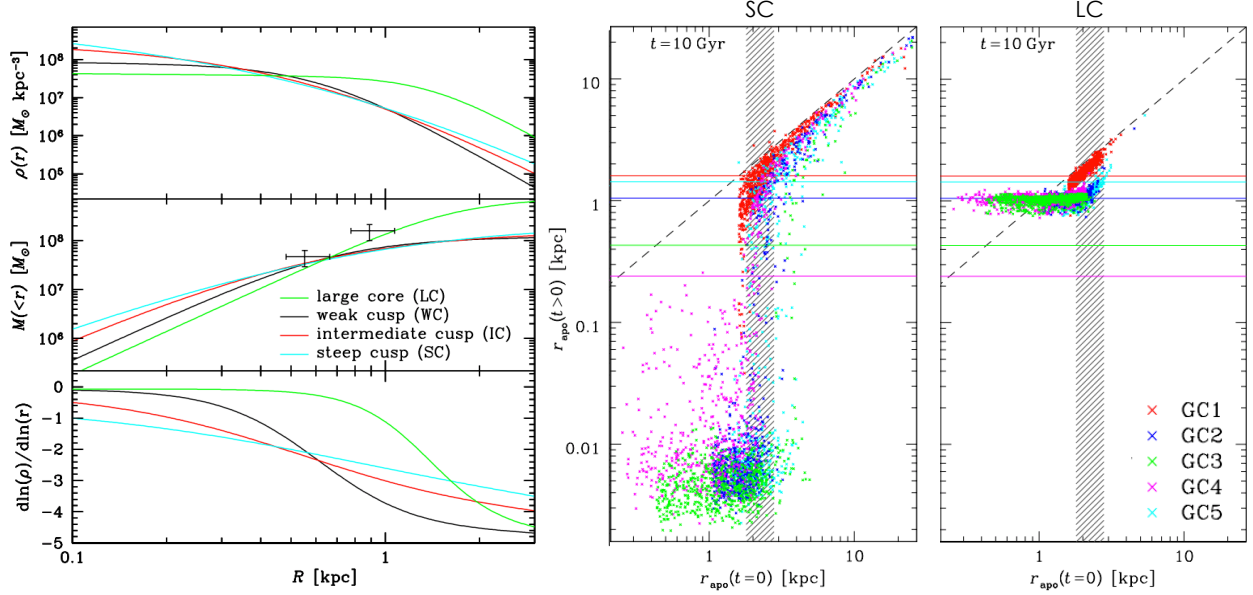 SC
LC
ρ(r) [M⊙ kpc⁻³]
10⁸
10⁷
10⁶
10⁵
M(<r) [M⊙]
10⁸
10⁷
10⁶
large core (LC)
weak cusp (WC)
intermediate cusp (IC)
steep cusp (SC)
dln(ρ)/dln(r)
0
−1
−2
−3
−4
−5
0.1
1
R [kpc]
t=10 Gyr
r_apo(t>0) [kpc]
10
1
0.1
0.01
1
10
r_apo(t=0) [kpc]
t=10 Gyr
GC1
GC2
GC3
GC4
GC5
1
10
r_apo(t=0) [kpc]